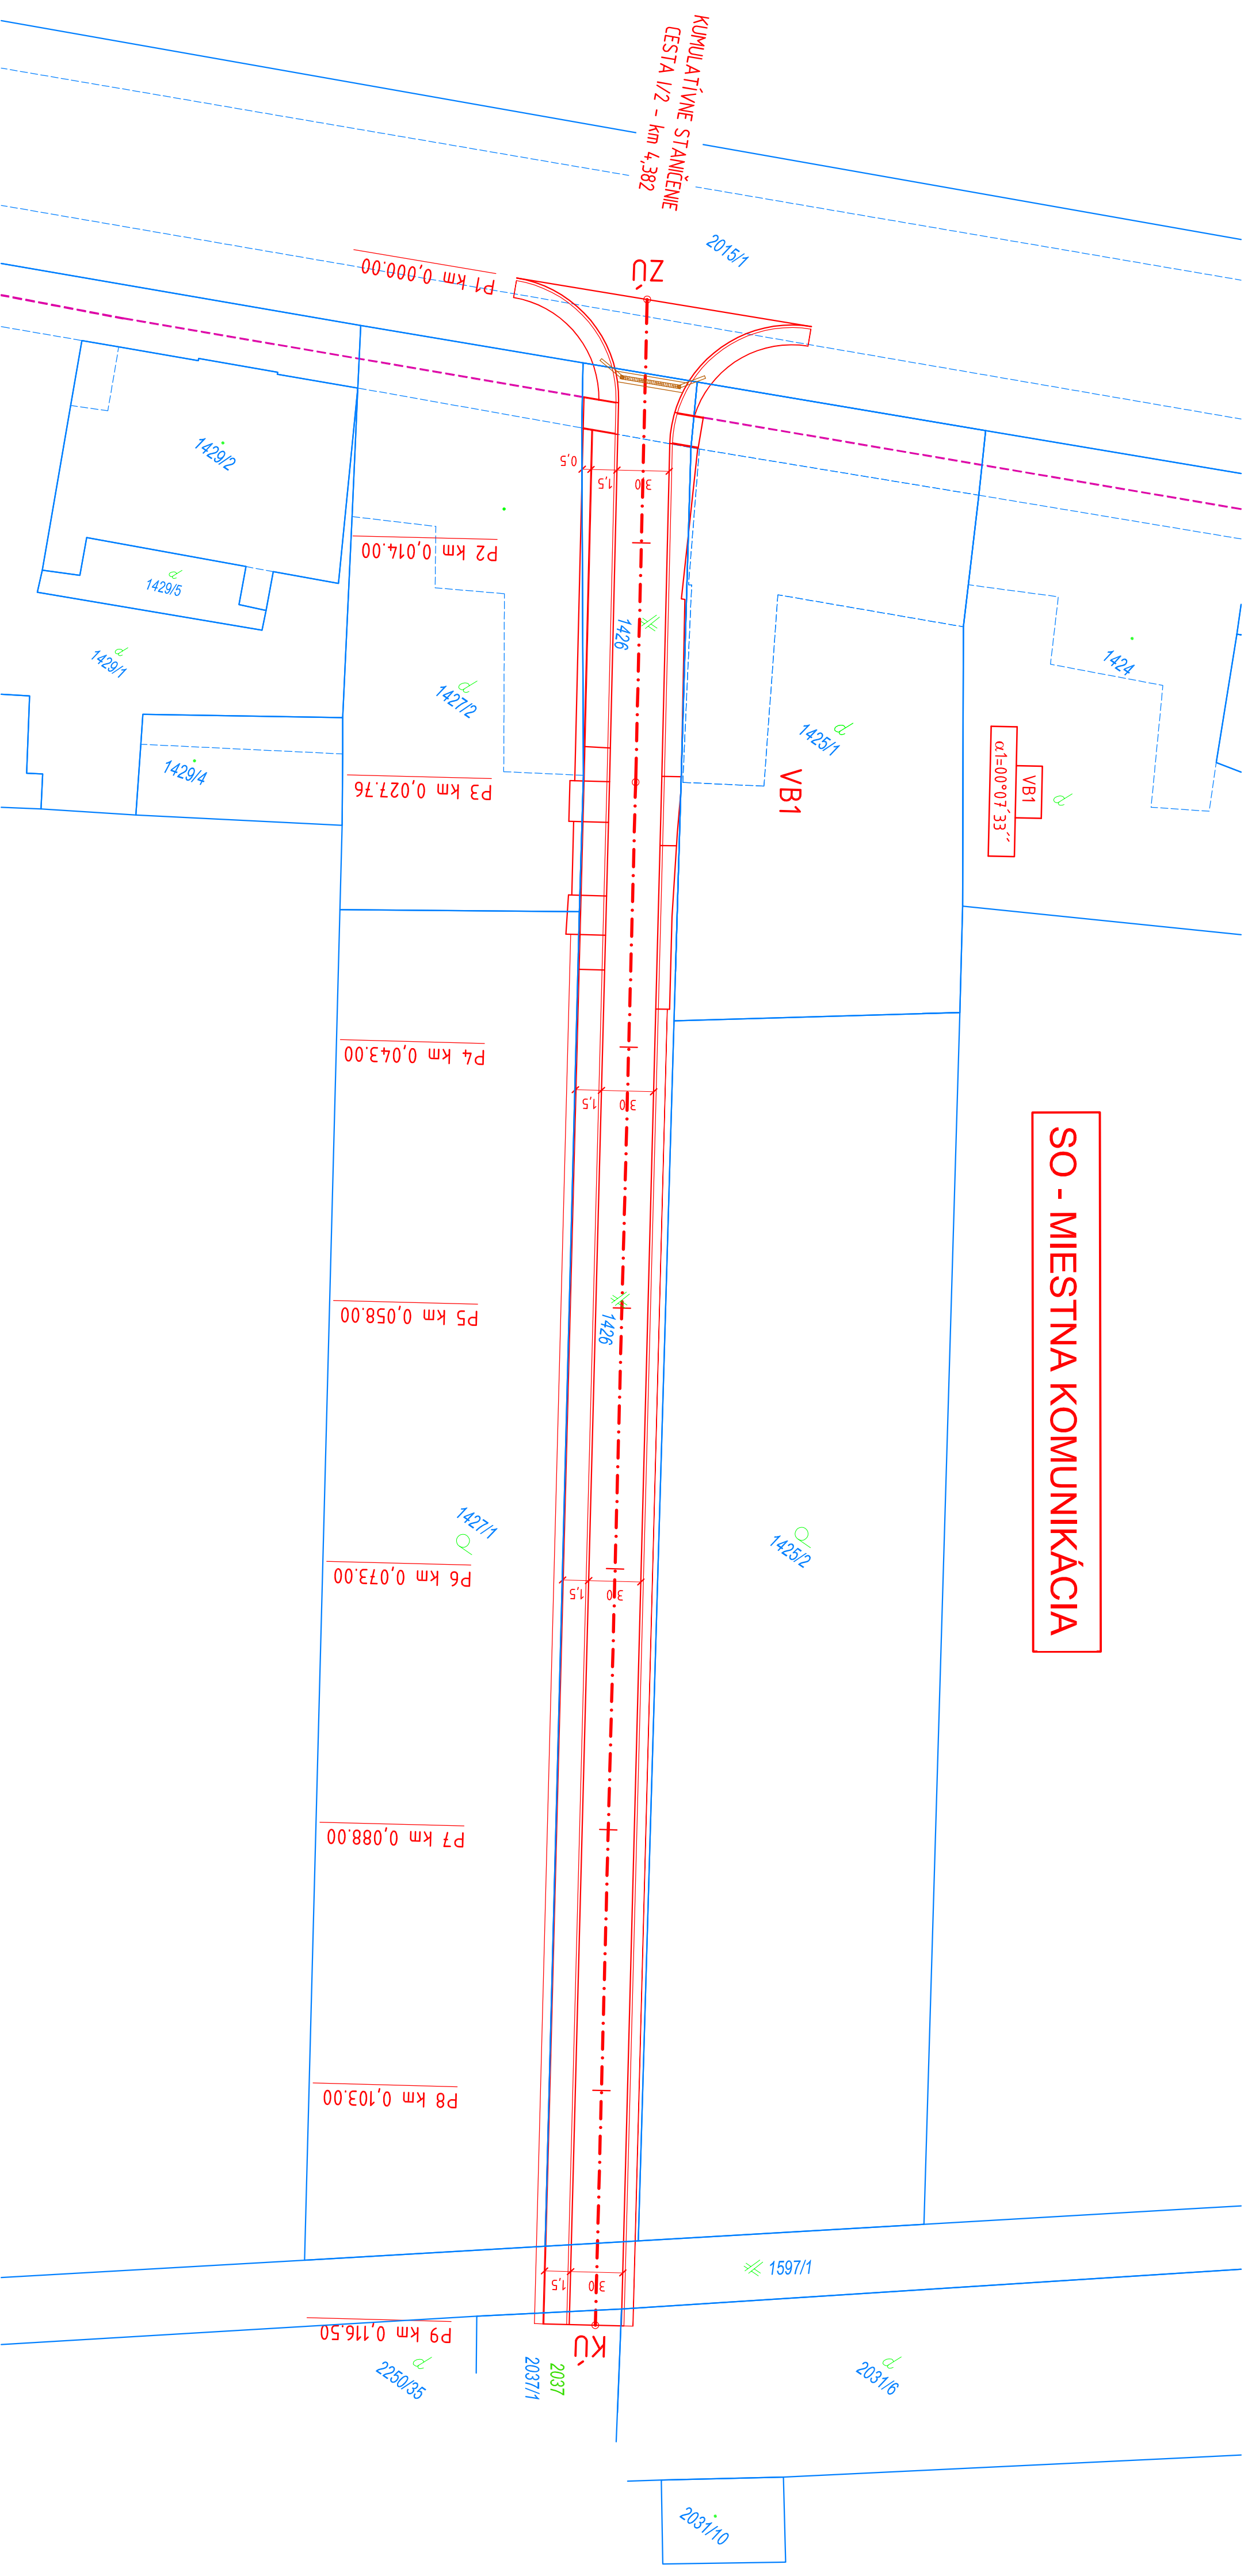 KUMULATÍVNE STANIČENIE
CESTA I/2 - km 4,382
2015/1
ZÚ
P1 km 0,000.00
1429/2
0,5
1,5
3,0
P2 km 0,014.00
1429/5
1426
1429/1
1427/2
1425/1
1424
1429/4
P3 km 0,027.76
VB1
VB1
α1=00°07´33´´
P4 km 0,043.00
1,5
3,0
SO - MIESTNA KOMUNIKÁCIA
P5 km 0,058.00
1426
1427/1
1425/2
P6 km 0,073.00
1,5
3,0
P7 km 0,088.00
P8 km 0,103.00
1597/1
1,5
3,0
P9 km 0,116.50
KÚ
2250/35
2037
2037/1
2031/6
2031/10